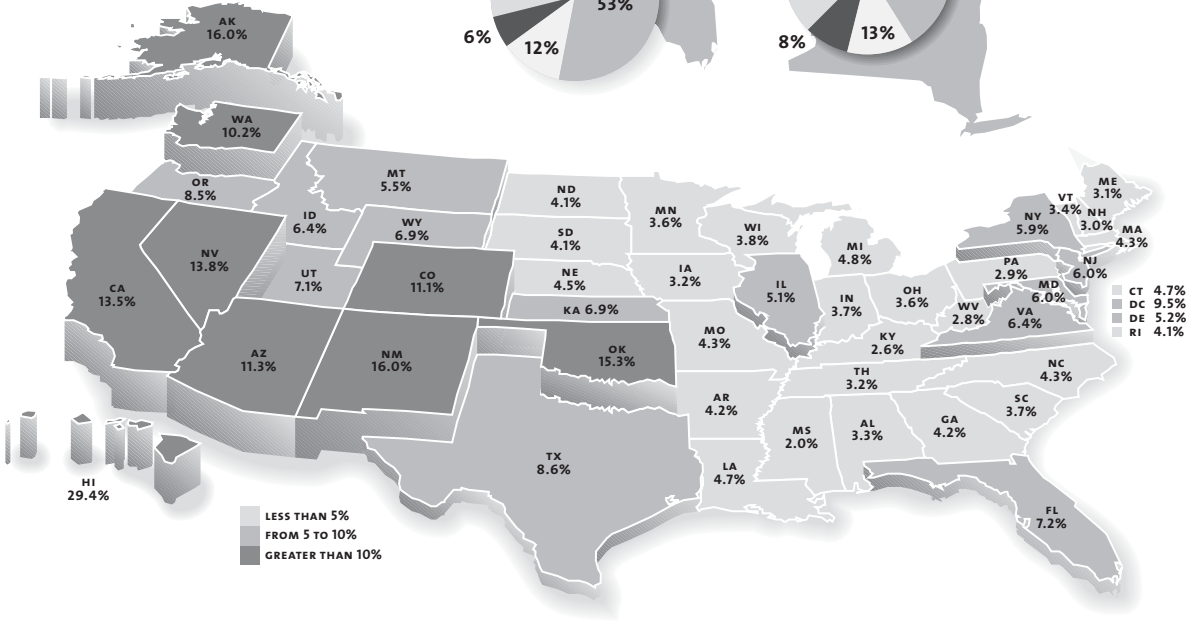 53%
6%
12%
8%
13%
AK
16.0%
WA
10.2%
OR
8.5%
MT
5.5%
ID
6.4%
WY
6.9%
NV
13.8%
UT
7.1%
CO
11.1%
CA
13.5%
AZ
11.3%
NM
16.0%
ND
4.1%
SD
4.1%
NE
4.5%
KA 6.9%
OK
15.3%
TX
8.6%
MN
3.6%
IA
3.2%
MO
4.3%
AR
4.2%
LA
4.7%
WI
3.8%
IL
5.1%
MI
4.8%
IN
3.7%
OH
3.6%
KY
2.6%
TH
3.2%
MS
2.0%
AL
3.3%
GA
4.2%
FL
7.2%
SC
3.7%
NC
4.3%
VA
6.4%
WV
2.8%
MD
6.0%
PA
2.9%
NJ
6.0%
NY
5.9%
VT
3.4%
NH
3.0%
ME
3.1%
MA
4.3%
CT 4.7%
DC 9.5%
DE 5.2%
RI 4.1%
HI
29.4%
LESS THAN 5%
FROM 5 TO 10%
GREATER THAN 10%